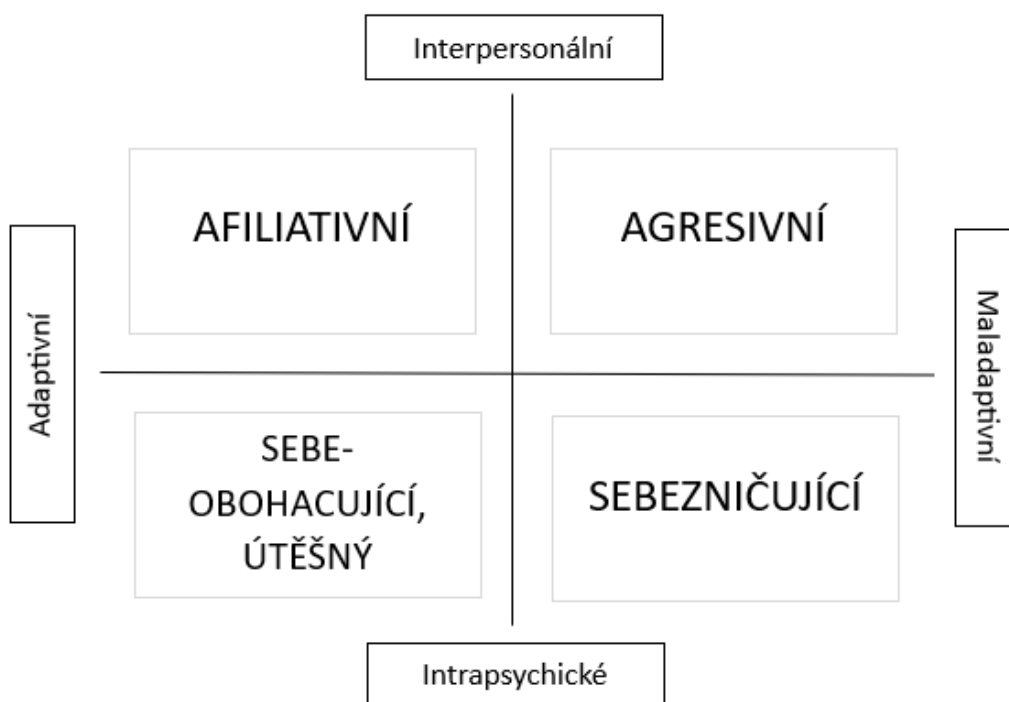 Interpersonální
AFILIATIVNÍ
AGRESIVNÍ
Adaptivní
Maladaptivní
SEBE-
OBOHACUJÍCÍ,
ÚTĚŠNÝ
SEBEZNIČUJÍCÍ
Intrapsychické